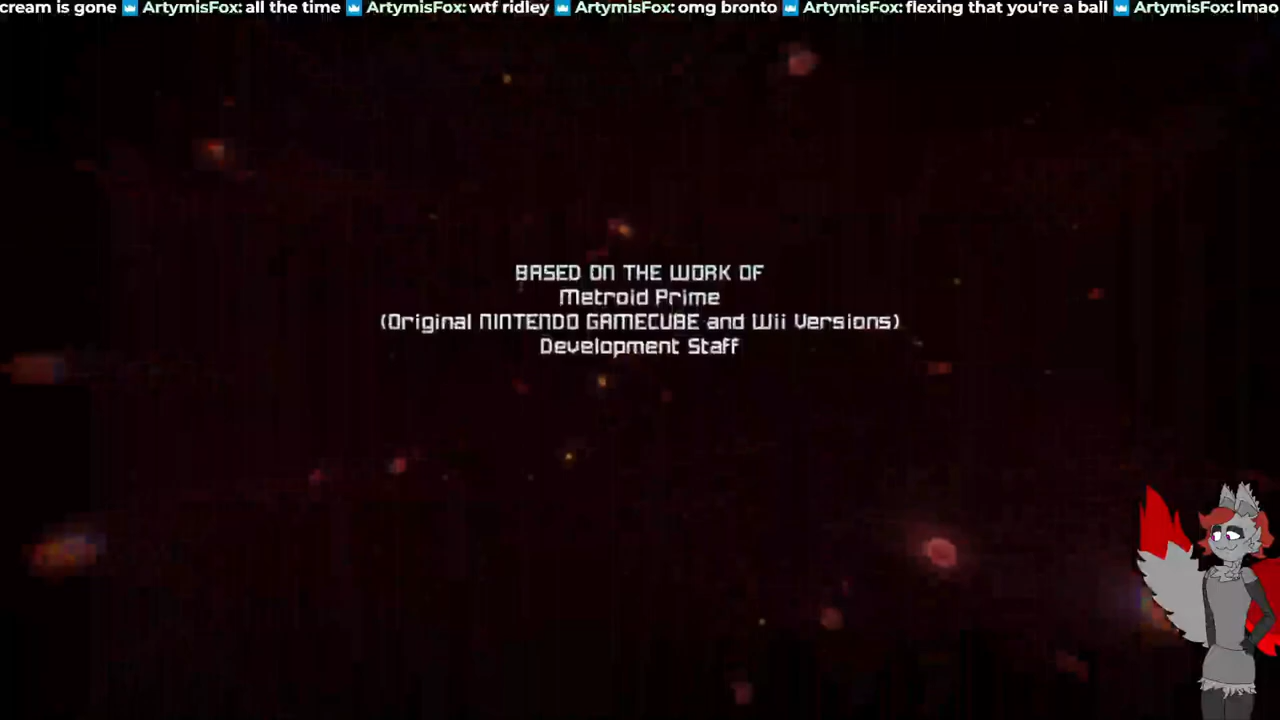 cream is gone ArtymisFox: all the time ArtymisFox: wtf ridley ArtymisFox: omg bronto ArtymisFox: flexing that you're a ball ArtymisFox: lmao
BASED ON THE WORK OF
Metroid Prime
(Original NINTENDO GAMECUBE and Wii Versions)
Development Staff